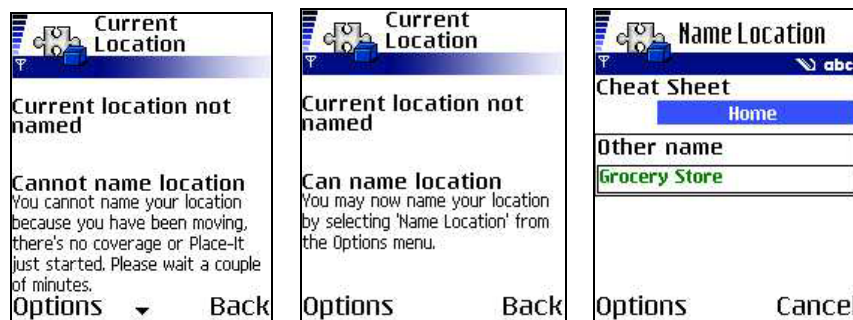 Current
Location
Current location not
named
Cannot name location
You cannot name your location
because you have been moving,
there's no coverage or Place-It
just started. Please wait a couple
of minutes.
Options
Back
Current
Location
Current location not
named
Can name location
You may now name your location
by selecting 'Name Location' from
the Options menu.
Options
Back
Name Location
abc
Cheat Sheet
Home
Other name
Grocery Store
Options
Cancel